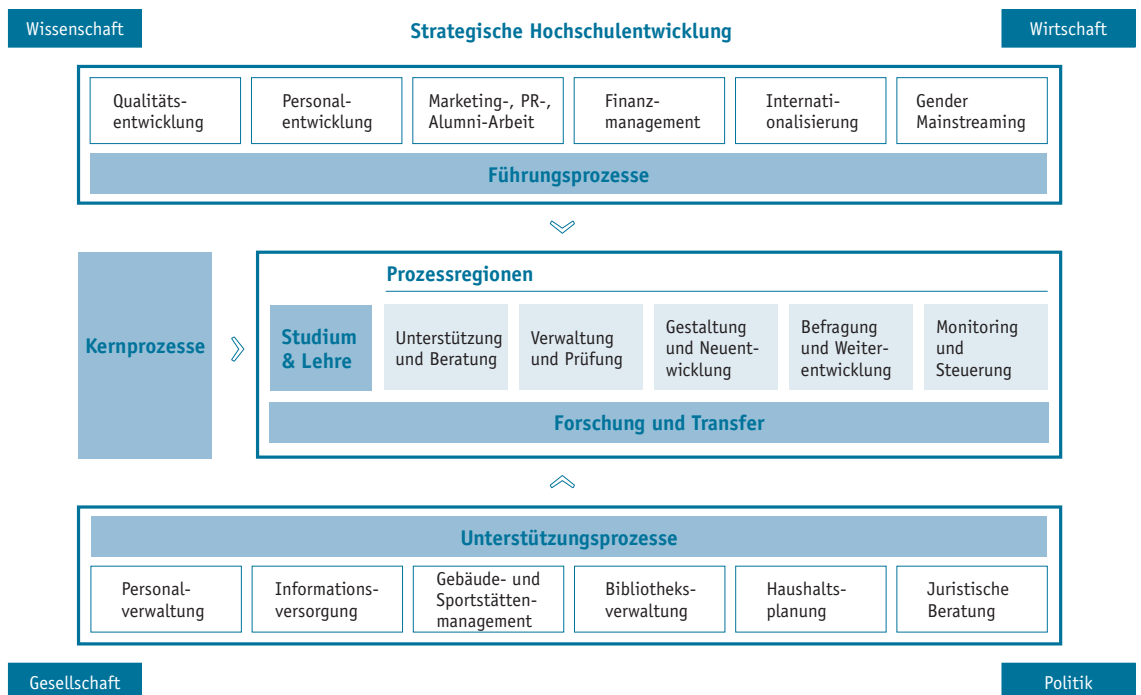 Wissenschaft
Strategische Hochschulentwicklung
Wirtschaft
Qualitäts-
entwicklung
Personal-
entwicklung
Marketing-, PR-,
Alumni-Arbeit
Finanz-
management
Internati-
onalisierung
Gender
Mainstreaming
Führungsprozesse
Kernprozesse
Prozessregionen
Studium
& Lehre
Unterstützung
und Beratung
Verwaltung
und Prüfung
Gestaltung
und Neuent-
wicklung
Befragung
und Weiter-
entwicklung
Monitoring
und
Steuerung
Forschung und Transfer
Unterstützungsprozesse
Personal-
verwaltung
Informations-
versorgung
Gebäude- und
Sportstätten-
management
Bibliotheks-
verwaltung
Haushalts-
planung
Juristische
Beratung
Gesellschaft
Politik